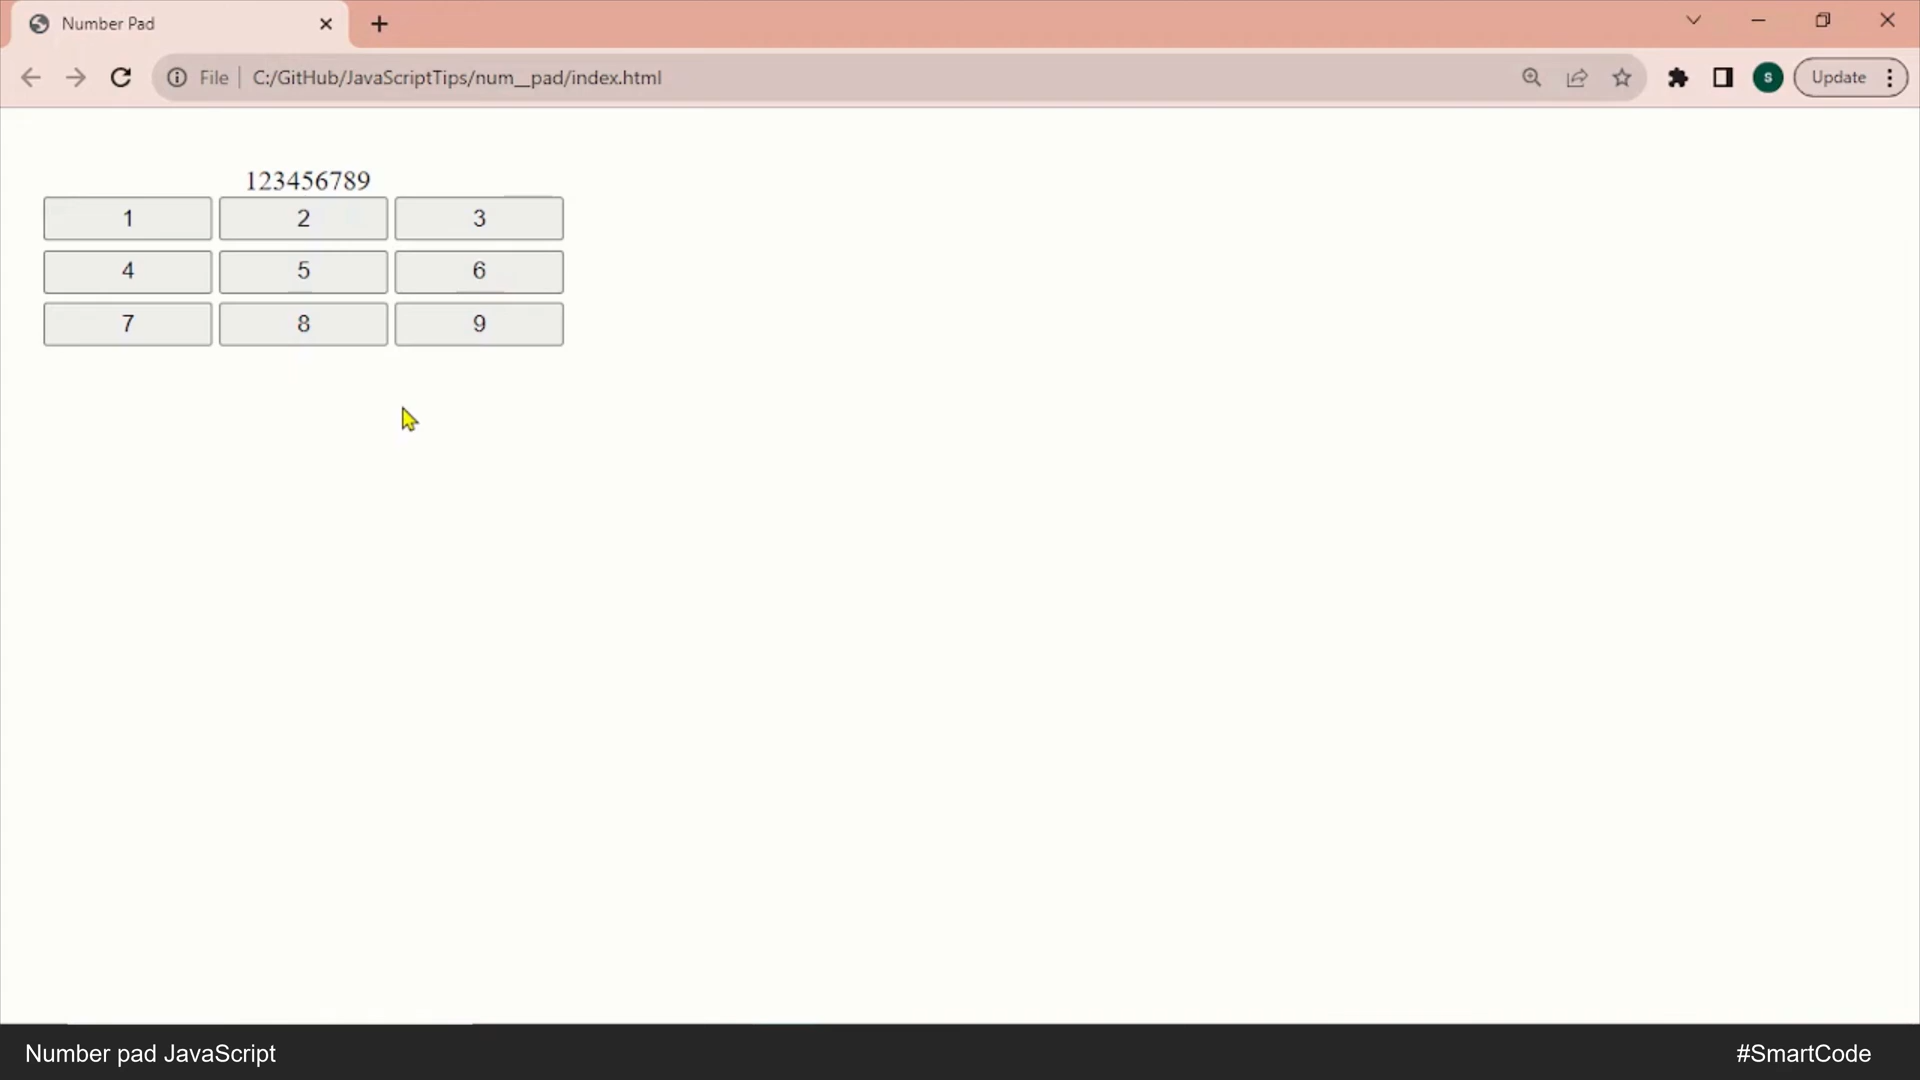 Number Pad
File C:/GitHub/JavaScriptTips/num__pad/index.html S Update
123456789
1 2 3
4 5 6
7 8 9
Number pad JavaScript #SmartCode